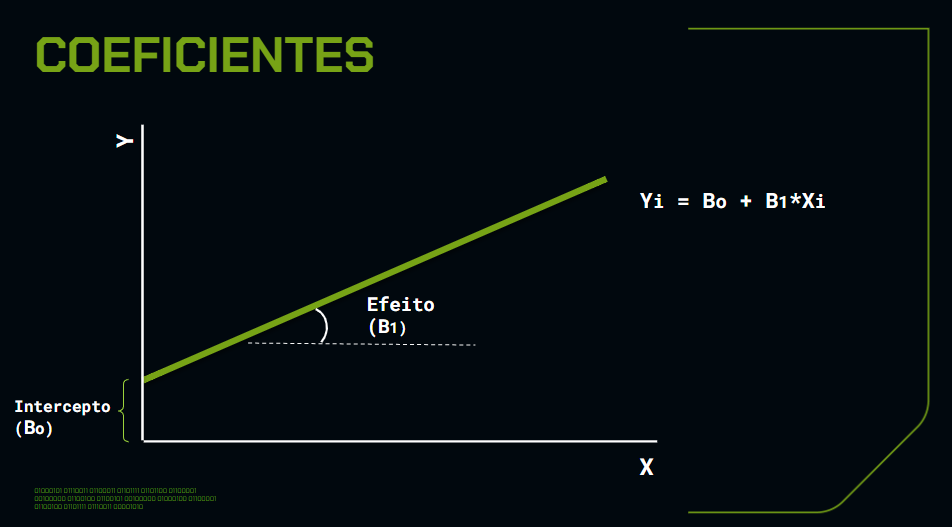 COEFICIENTES
Y
Yi = Bo + B1*Xi
Efeito
(B1)
Intercepto
(Bo)
X